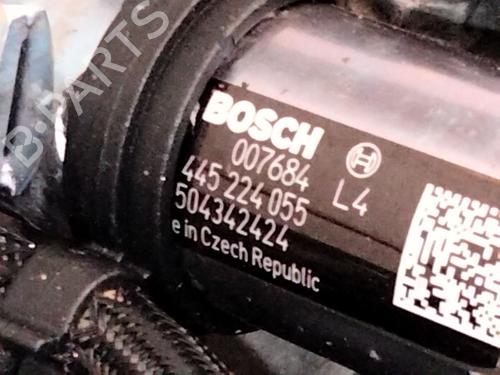 B-PARTS
BOSCH
007684 L4
445 224 055
504342424
e in Czech Republic